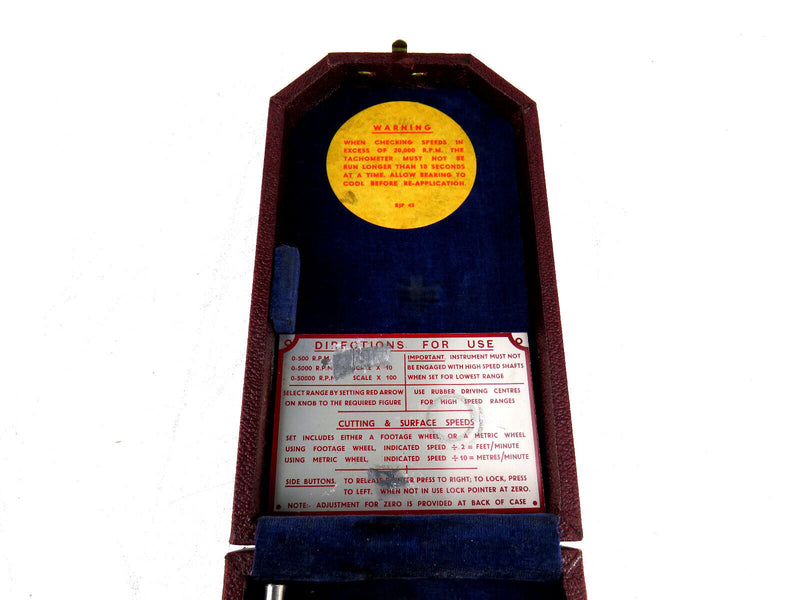 WARNING
WHEN CHECKING SPEEDS IN
EXCESS OF 20,000 R.P.M. THE
TACHOMETER MUST NOT BE
RUN LONGER THAN 10 SECONDS
AT A TIME. ALLOW BEARING TO
COOL BEFORE RE-APPLICATION.
DIRECTIONS FOR USE
0-500 R.P.M.
0-5000 R.P.M. SCALE X 10
0-50000 R.P.M. SCALE X 100
IMPORTANT. INSTRUMENT MUST NOT
BE ENGAGED WITH HIGH SPEED SHAFTS
WHEN SET FOR LOWEST RANGE
SELECT RANGE BY SETTING RED ARROW
ON KNOB TO THE REQUIRED FIGURE
USE RUBBER DRIVING CENTRES
FOR HIGH SPEED RANGES
CUTTING & SURFACE SPEEDS
SET INCLUDES EITHER A FOOTAGE WHEEL OR A METRIC WHEEL
USING FOOTAGE WHEEL, INDICATED SPEED ÷ 2 = FEET/MINUTE
USING METRIC WHEEL, INDICATED SPEED ÷ 10 = METRES/MINUTE
SIDE BUTTONS. TO RELEASE POINTER PRESS TO RIGHT; TO LOCK, PRESS
TO LEFT. WHEN NOT IN USE LOCK POINTER AT ZERO.
NOTE:- ADJUSTMENT FOR ZERO IS PROVIDED AT BACK OF CASE